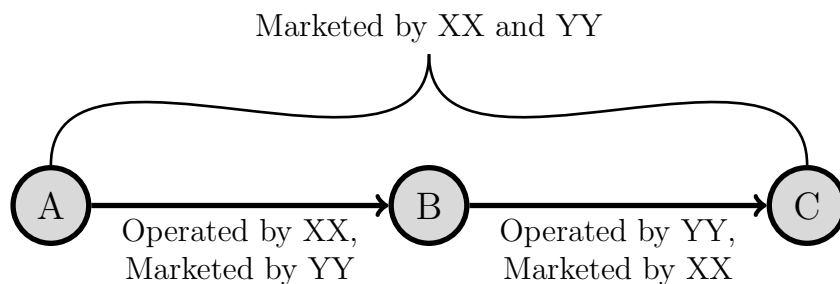 Marketed by XX and YY
A
B
C
Operated by XX,
Marketed by YY
Operated by YY,
Marketed by XX